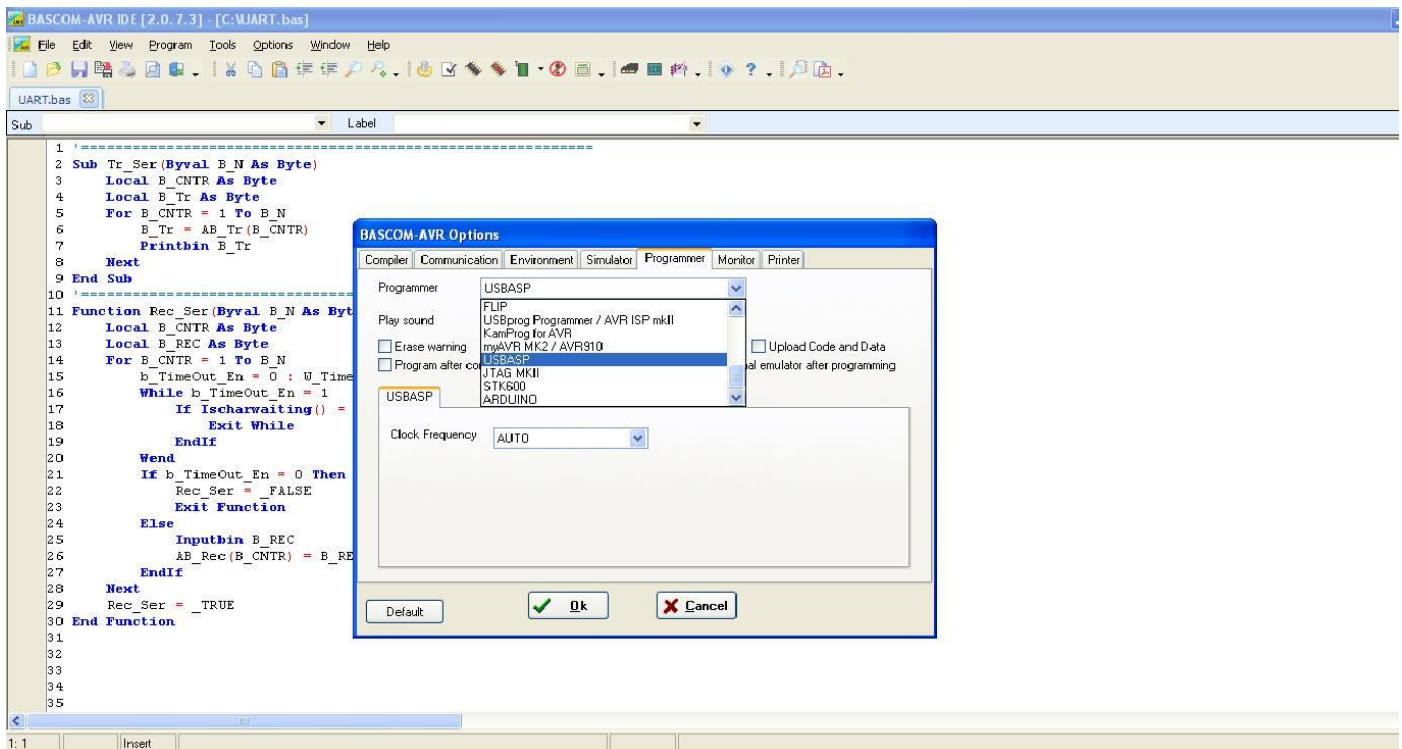 BASCOM-AVR IDE [2.0.7.3] - [C:\UART.bas]
File Edit View Program Tools Options Window Help
UART.bas
Sub Label
1 '===========================================================
2 Sub Tr_Ser(Byval B_N As Byte)
3 Local B_CNTR As Byte
4 Local B_Tr As Byte
5 For B_CNTR = 1 To B_N
6 B_Tr = AB_Tr(B_CNTR)
7 Printbin B_Tr
8 Next
9 End Sub
10 '================================
11 Function Rec_Ser(Byval B_N As Byt
12 Local B_CNTR As Byte
13 Local B_REC As Byte
14 For B_CNTR = 1 To B_N
15 b_TimeOut_En = 0 : W_Time
16 While b_TimeOut_En = 1
17 If Ischarwaiting() =
18 Exit While
19 EndIf
20 Wend
21 If b_TimeOut_En = 0 Then
22 Rec_Ser = _FALSE
23 Exit Function
24 Else
25 Inputbin B_REC
26 AB_Rec(B_CNTR) = B_RE
27 EndIf
28 Next
29 Rec_Ser = _TRUE
30 End Function
31
32
33
34
35
BASCOM-AVR Options
Compiler Communication Environment Simulator Programmer Monitor Printer
Programmer USBASP
Play sound
FLIP
USBprog Programmer / AVR ISP mkII
KamProg for AVR
Erase warning myAVR MK2 / AVR910 Upload Code and Data
USBASP
Program after co al emulator after programming
JTAG MKII
STK600
ARDUINO
USBASP
Clock Frequency AUTO
Default Ok Cancel
1: 1 Insert